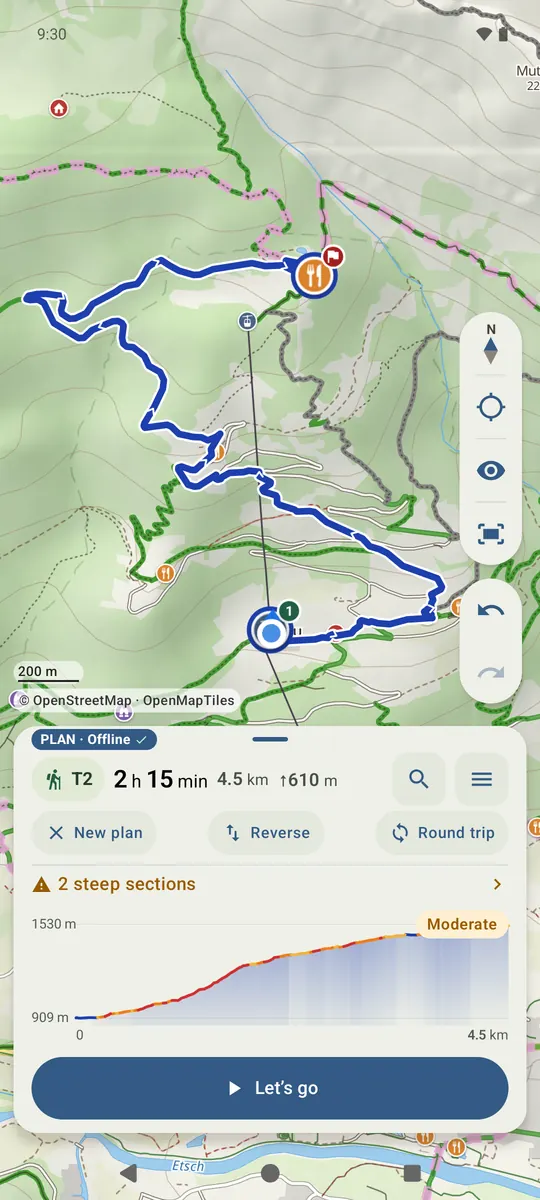 9:30
Mut
22
N
1
200 m
© OpenStreetMap · OpenMapTiles
PLAN · Offline ✓
T2 2 h 15 min 4.5 km ↑610 m
New plan Reverse Round trip
2 steep sections
1530 m Moderate
909 m
0 4.5 km
Let's go
Etsch